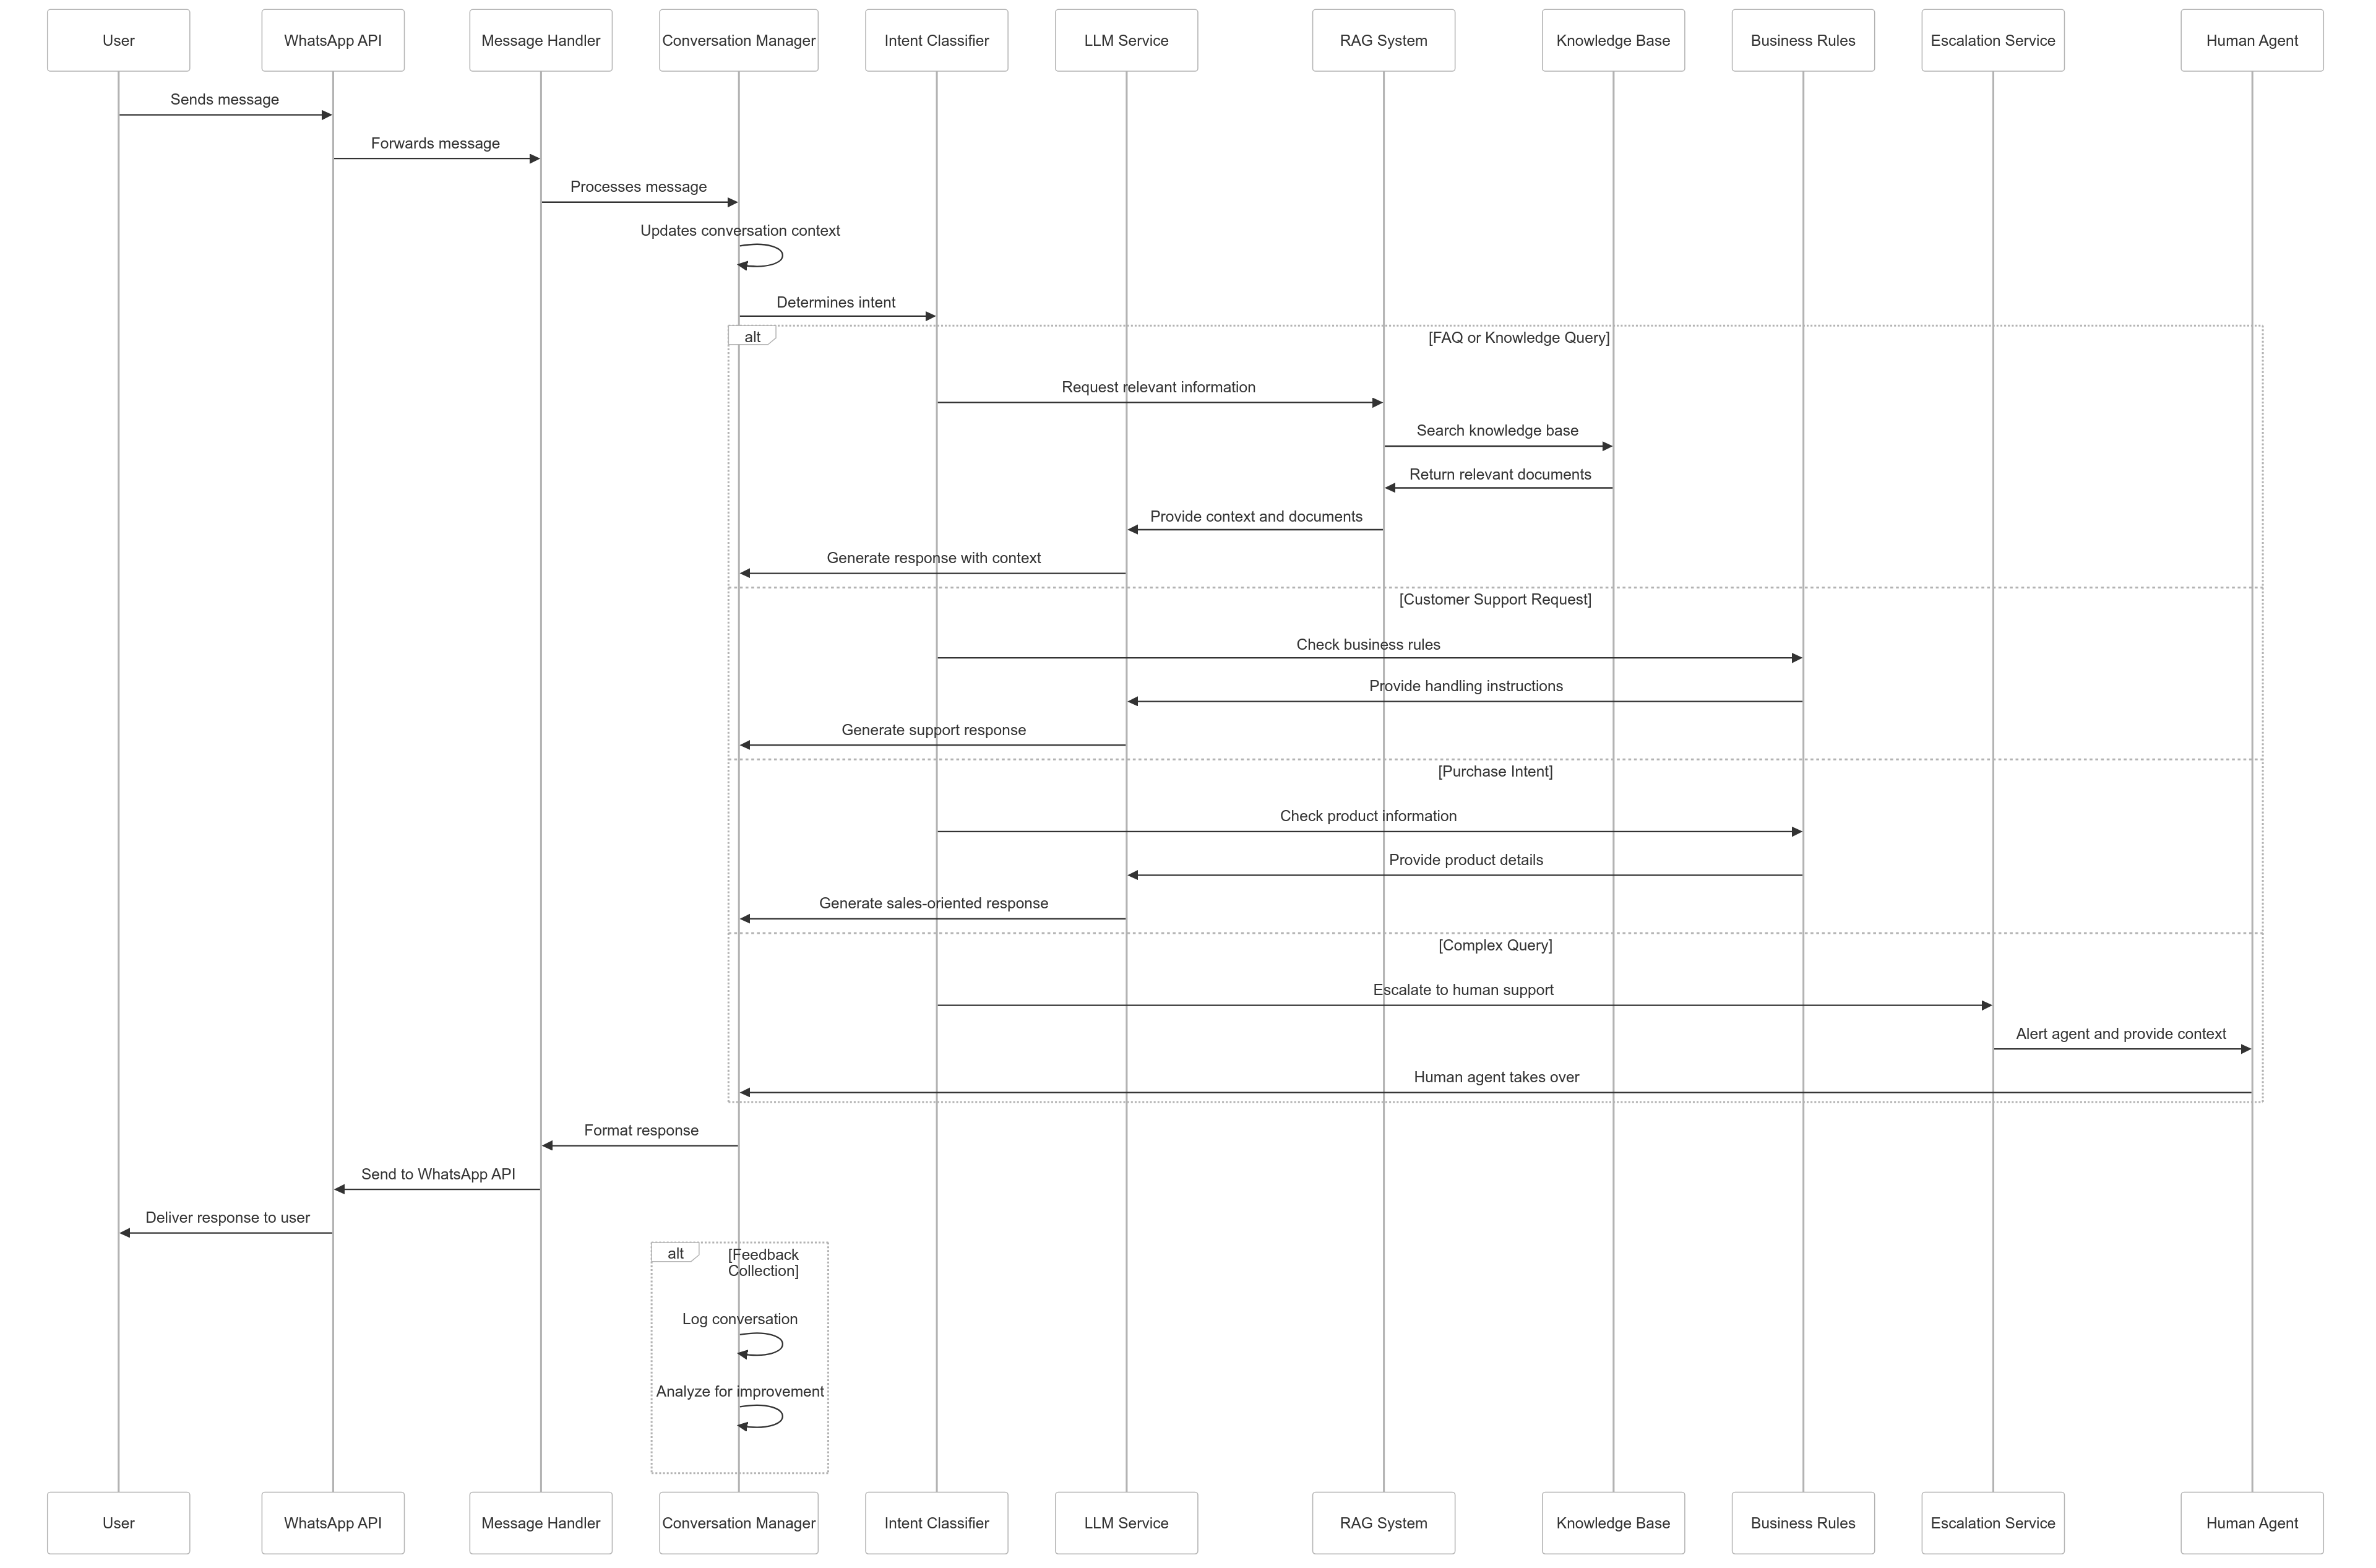 User
WhatsApp API
Message Handler
Conversation Manager
Intent Classifier
LLM Service
RAG System
Knowledge Base
Business Rules
Escalation Service
Human Agent
Sends message
Forwards message
Processes message
Updates conversation context
Determines intent
alt
[FAQ or Knowledge Query]
Request relevant information
Search knowledge base
Return relevant documents
Provide context and documents
Generate response with context
[Customer Support Request]
Check business rules
Provide handling instructions
Generate support response
[Purchase Intent]
Check product information
Provide product details
Generate sales-oriented response
[Complex Query]
Escalate to human support
Alert agent and provide context
Human agent takes over
Format response
Send to WhatsApp API
Deliver response to user
alt
[Feedback
Collection]
Log conversation
Analyze for improvement
User
WhatsApp API
Message Handler
Conversation Manager
Intent Classifier
LLM Service
RAG System
Knowledge Base
Business Rules
Escalation Service
Human Agent